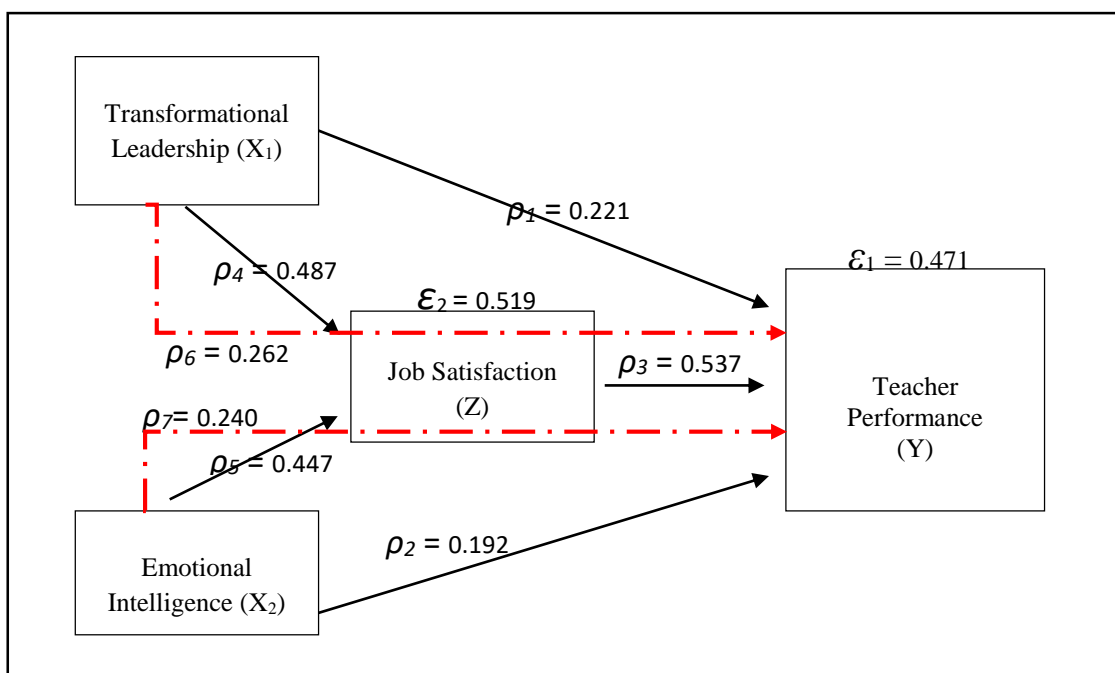 Transformational
Leadership (X₁)
ρ₁ = 0.221
ε₁ = 0.471
ρ₄ = 0.487
ε₂ = 0.519
ρ₆ = 0.262
ρ₃ = 0.537
Job Satisfaction
(Z)
Teacher
Performance
(Y)
ρ₇= 0.240
ρ₅ = 0.447
ρ₂ = 0.192
Emotional
Intelligence (X₂)